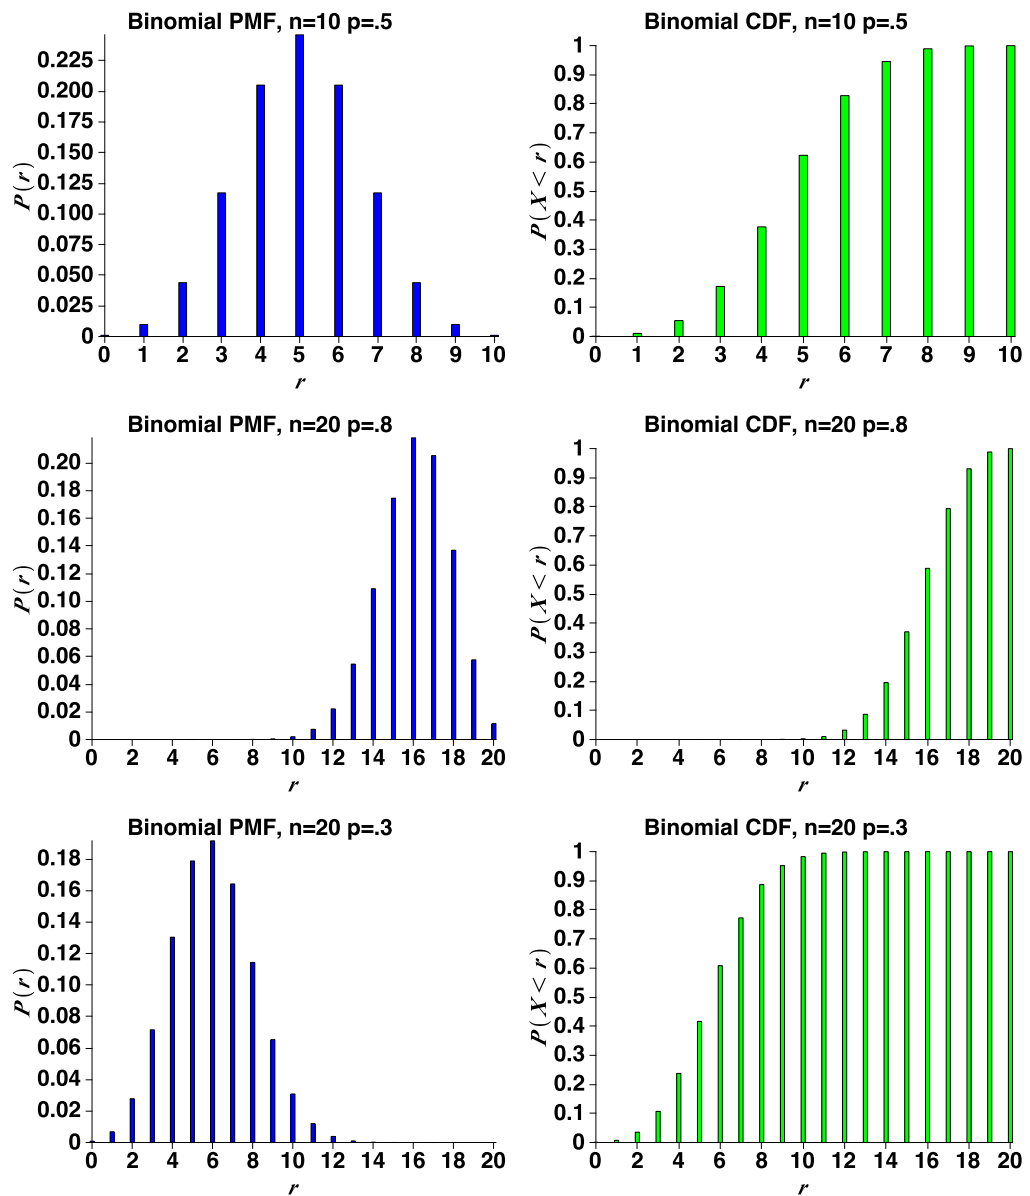 Binomial PMF, n=10 p=.5
0.225
0.200
0.175
0.150
0.125
0.100
0.075
0.050
0.025
0
P(r)
0 1 2 3 4 5 6 7 8 9 10
r
Binomial CDF, n=10 p=.5
1
0.9
0.8
0.7
0.6
0.5
0.4
0.3
0.2
0.1
0
P(X < r)
0 1 2 3 4 5 6 7 8 9 10
r
Binomial PMF, n=20 p=.8
0.20
0.18
0.16
0.14
0.12
0.10
0.08
0.06
0.04
0.02
0
P(r)
0 2 4 6 8 10 12 14 16 18 20
r
Binomial CDF, n=20 p=.8
1
0.9
0.8
0.7
0.6
0.5
0.4
0.3
0.2
0.1
0
P(X < r)
0 2 4 6 8 10 12 14 16 18 20
r
Binomial PMF, n=20 p=.3
0.18
0.16
0.14
0.12
0.10
0.08
0.06
0.04
0.02
0
P(r)
0 2 4 6 8 10 12 14 16 18 20
r
Binomial CDF, n=20 p=.3
1
0.9
0.8
0.7
0.6
0.5
0.4
0.3
0.2
0.1
0
P(X < r)
0 2 4 6 8 10 12 14 16 18 20
r